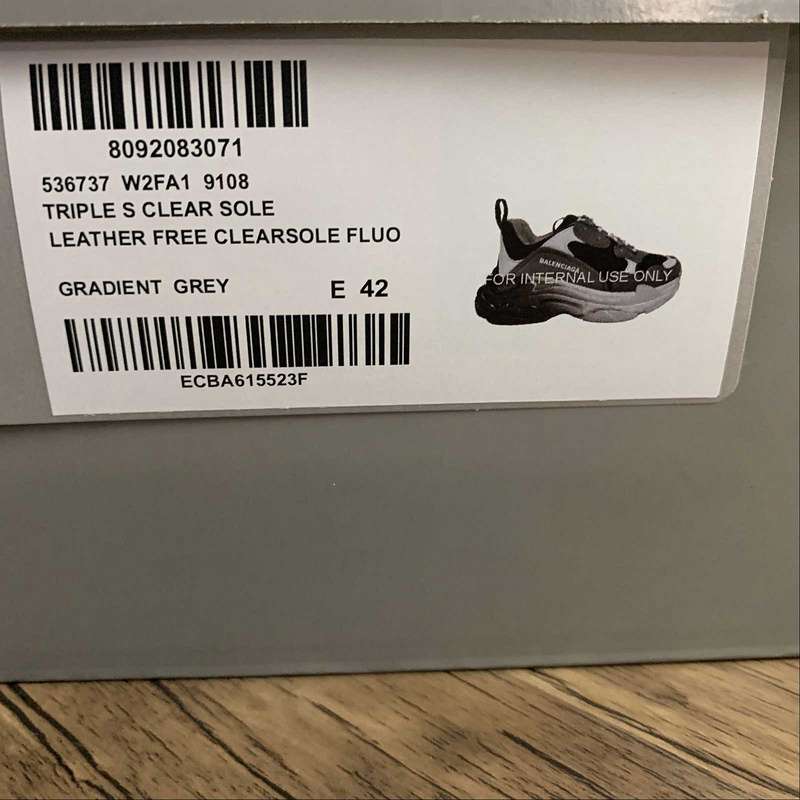 8092083071
536737 W2FA1 9108
TRIPLE S CLEAR SOLE
LEATHER FREE CLEARSOLE FLUO
GRADIENT GREY E 42
ECBA615523F
BALENCIAGA
FOR INTERNAL USE ONLY